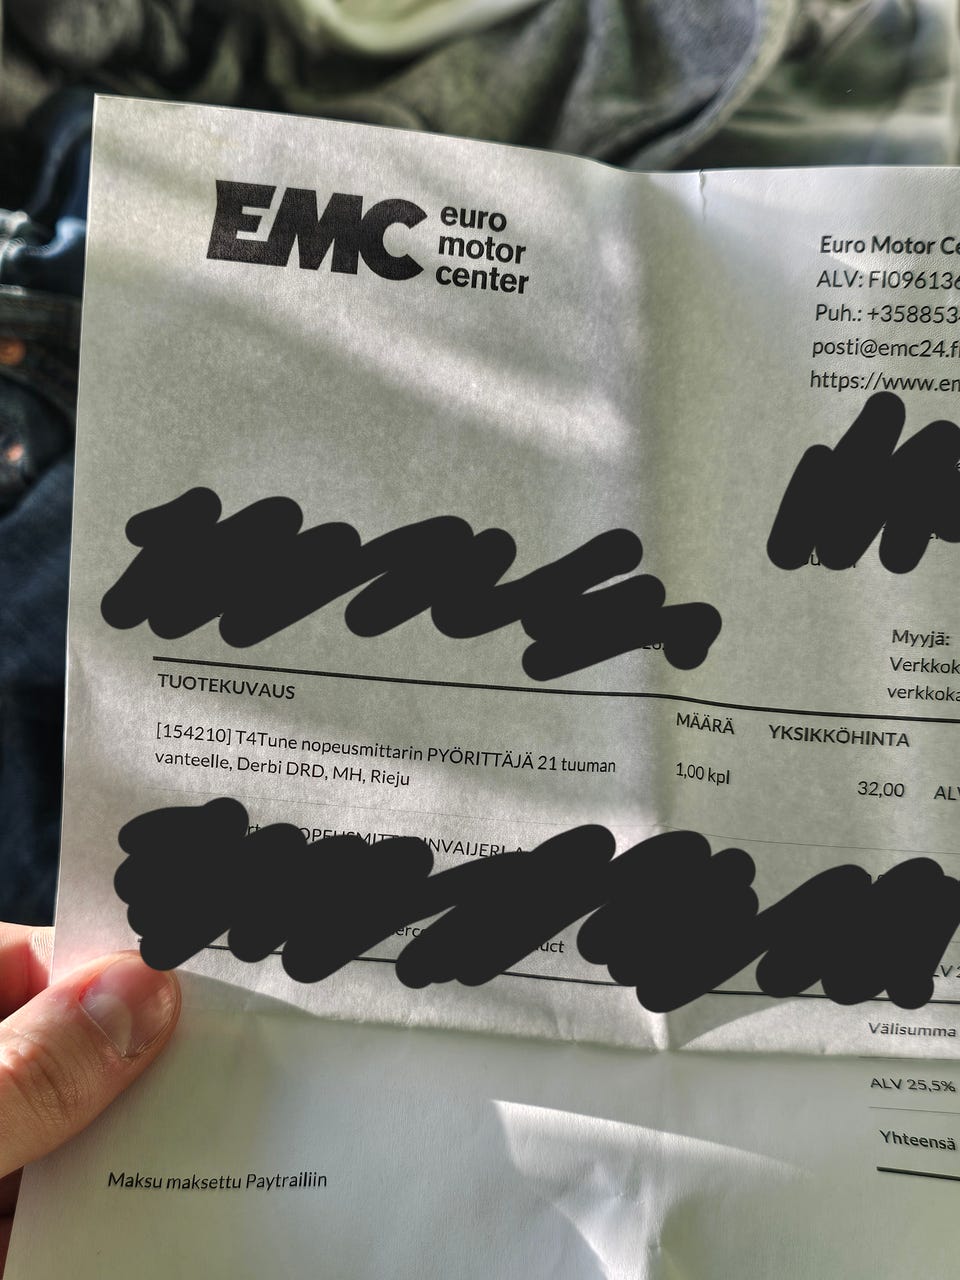 EMC euro
motor
center
Euro Motor
ALV: FI096136
Puh.: +358853
posti@emc24.f
https://www.em
Myyjä:
Verkkok
verkkoka
TUOTEKUVAUS MÄÄRÄ YKSIKKÖHINTA
[154210] T4Tune nopeusmittarin PYÖRITTÄJÄ 21 tuuman 1,00 kpl 32,00 ALV
vanteelle, Derbi DRD, MH, Rieju
Välisumma
ALV 25,5%
Yhteensä
Maksu maksettu Paytrailiin